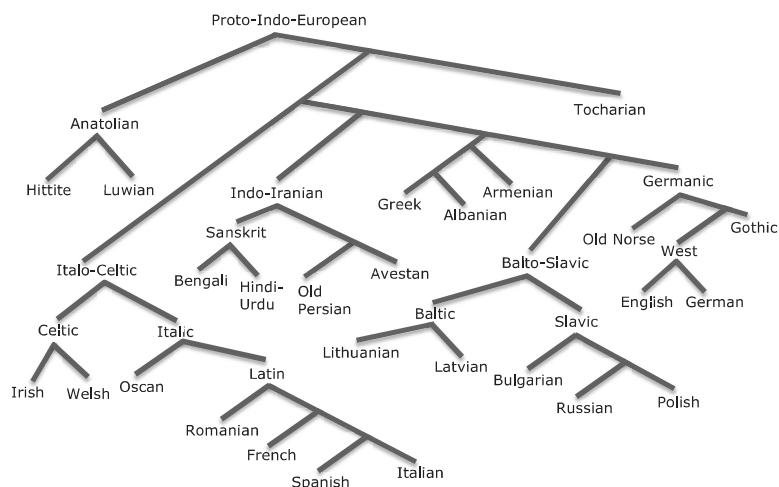 Proto-Indo-European
Tocharian
Anatolian
Hittite
Luwian
Indo-Iranian
Greek
Albanian
Armenian
Germanic
Old Norse
Gothic
West
English
German
Sanskrit
Bengali
Hindi-
Urdu
Old
Persian
Avestan
Italo-Celtic
Balto-Slavic
Baltic
Slavic
Lithuanian
Latvian
Bulgarian
Russian
Polish
Celtic
Italic
Irish
Welsh
Oscan
Latin
Romanian
French
Spanish
Italian